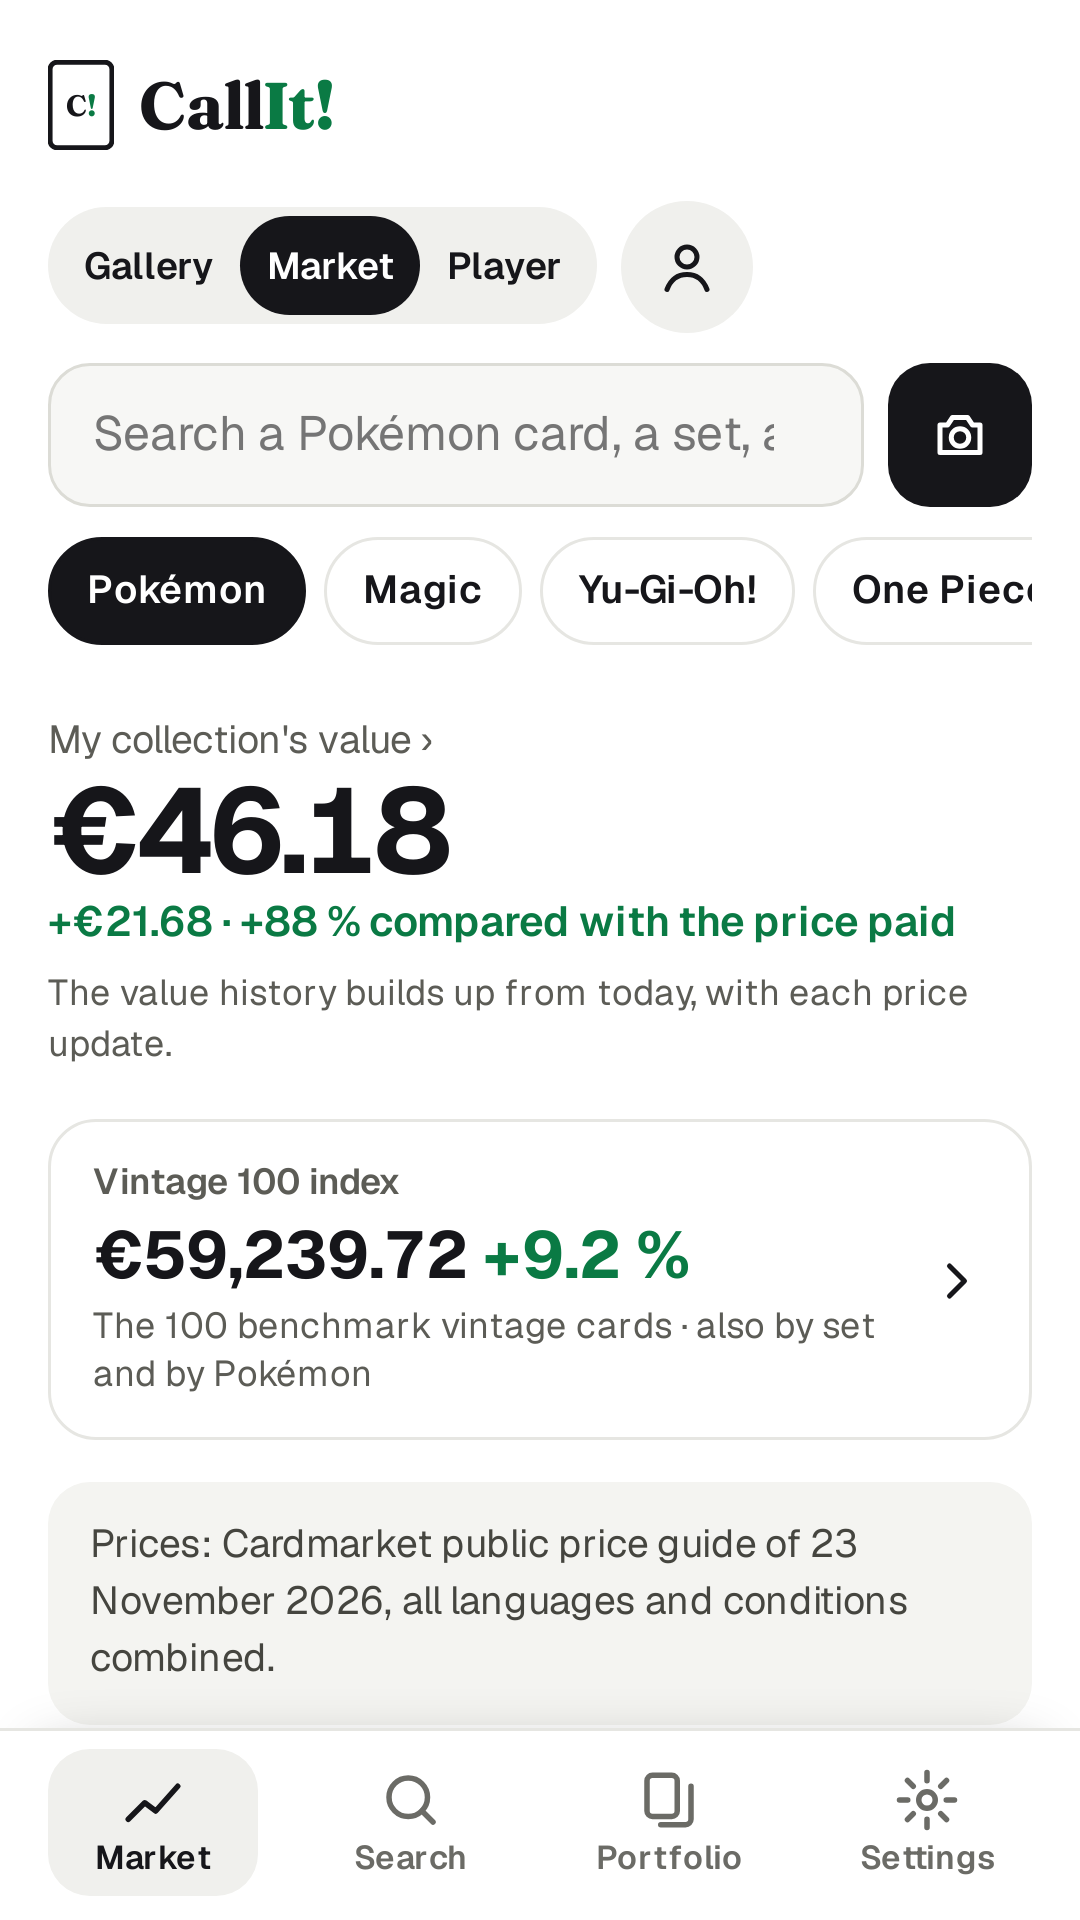 C!
CallIt!
Gallery Market Player
Search a Pokémon card, a set,
Pokémon Magic Yu-Gi-Oh! One Piece
My collection's value ›
€46.18
+€21.68 · +88 % compared with the price paid
The value history builds up from today, with each price
update.
Vintage 100 index
€59,239.72 +9.2 %
The 100 benchmark vintage cards · also by set
and by Pokémon
Prices: Cardmarket public price guide of 23
November 2026, all languages and conditions
combined.
Market Search Portfolio Settings